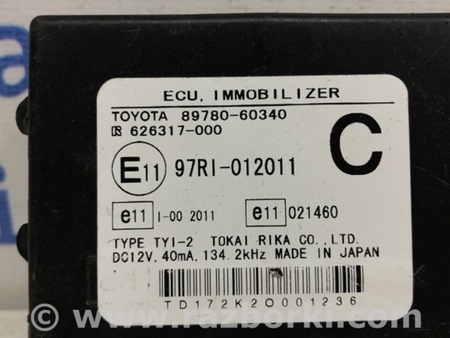 ECU, IMMOBILIZER
TOYOTA 89780-60340
626317-000
C
E11 97RI-012011
e11 I-00 2011 e11 021460
TYPE TYI-2 TOKAI RIKA CO., LTD.
DC12V, 40mA, 134.2kHz MADE IN JAPAN
TD172K20001236
© www.razborki.com